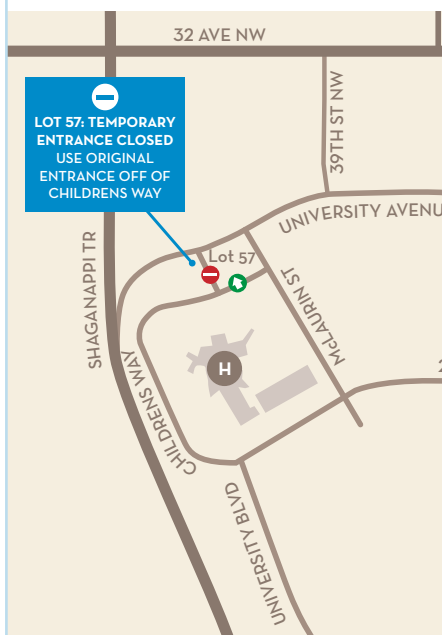 32 AVE NW
39TH ST NW
LOT 57: TEMPORARY
ENTRANCE CLOSED
USE ORIGINAL
ENTRANCE OFF OF
CHILDRENS WAY
UNIVERSITY AVENU
SHAGANAPPI TR
Lot 57
McLAURIN ST
2
H
CHILDRENS WAY
UNIVERSITY BLVD